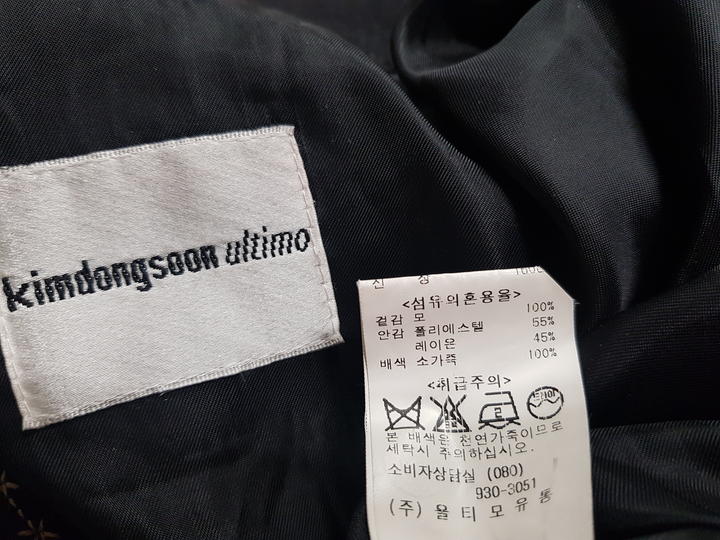 kimdongsoon ultimo
신 장
<섬유의혼용율>
겉감 모 100%
안감 폴리에스텔 55%
레이온 45%
배색 소가죽 100%
<취급주의>
본 배색은 천연가죽이므로
세탁시 주의하십시오.
소비자상담실 (080)
930-3051
(주) 울티모유통